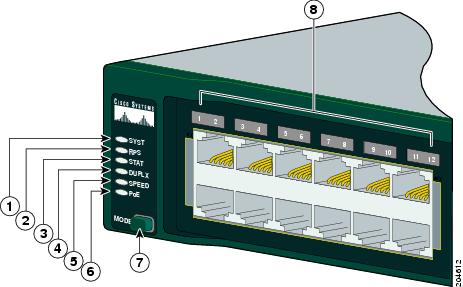 8
CISCO SYSTEMS
1 2 3 4 5 6 7 8 9 10 11 12
SYST
RPS
STAT
DUPLX
SPEED
PoE
MODE
1
2
3
4
5
6
7
204612